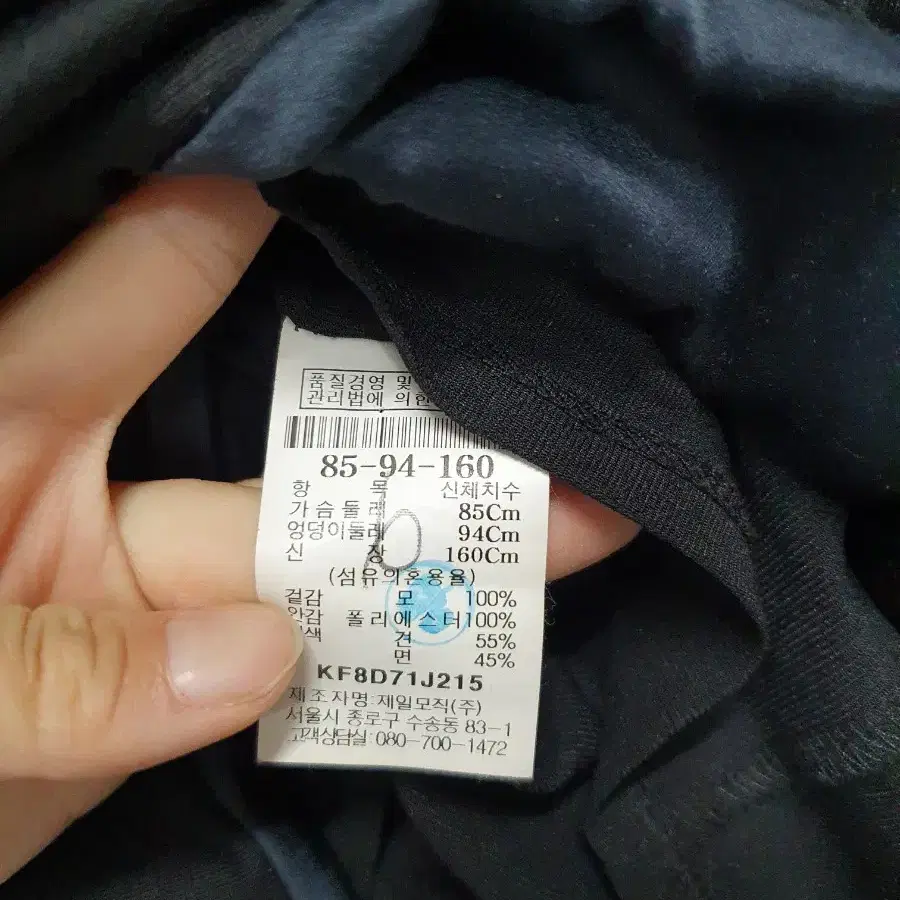 품질경영 및
관리법에 의한
85-94-160
항 목 신체치수
가슴둘레 85Cm
엉덩이둘레 94Cm
신 장 160Cm
(섬유의혼용율)
겉감 모 100%
안감 폴리에스터100%
색 견 55%
면 45%
KF8D71J215
제조자명:제일모직(주)
서울시 종로구 수송동 83-1
고객상담실:080-700-1472